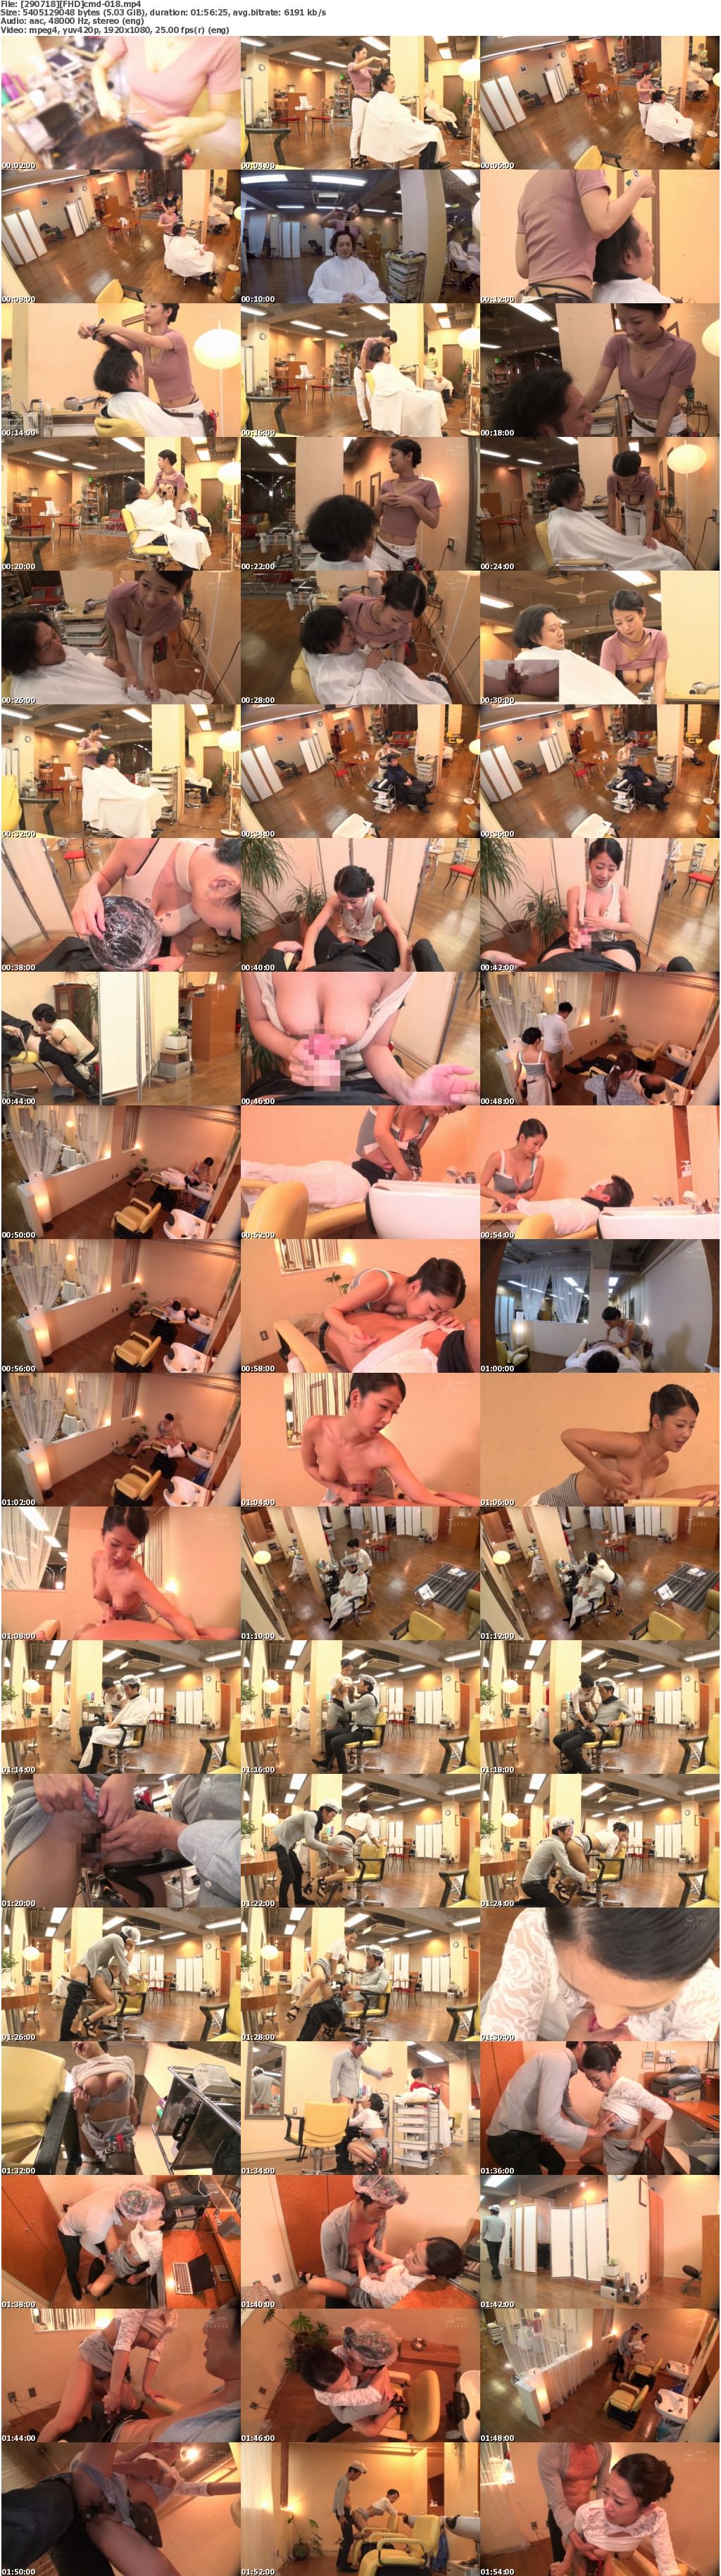 File: [290718][FHD]cmd-018.mp4
Size: 5405129048 bytes (5.03 GiB), duration: 01:56:25, avg.bitrate: 6191 kb/s
Audio: aac, 48000 Hz, stereo (eng)
Video: mpeg4, yuv420p, 1920x1080, 25.00 fps(r) (eng)
00:02:00 00:04:00 00:06:00
00:08:00 00:10:00 00:12:00
00:14:00 00:16:00 00:18:00
00:20:00 00:22:00 00:24:00
00:26:00 00:28:00 00:30:00
00:32:00 00:34:00 00:36:00
00:38:00 00:40:00 00:42:00
00:44:00 00:46:00 00:48:00
00:50:00 00:52:00 00:54:00
00:56:00 00:58:00 01:00:00
01:02:00 01:04:00 01:06:00
01:08:00 01:10:00 01:12:00
01:14:00 01:16:00 01:18:00
01:20:00 01:22:00 01:24:00
01:26:00 01:28:00 01:30:00
01:32:00 01:34:00 01:36:00
01:38:00 01:40:00 01:42:00
01:44:00 01:46:00 01:48:00
01:50:00 01:52:00 01:54:00